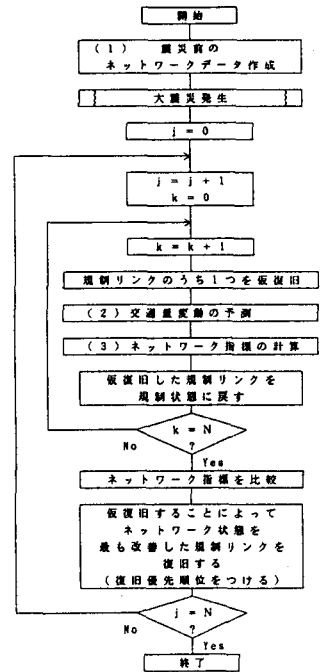 開始
(1) 震災前の
ネットワークデータ作成
大震災発生
j = 0
j = j + 1
k = 0
k = k + 1
規制リンクのうち1つを仮復旧
(2) 交通量変動の予測
(3) ネットワーク指標の計算
仮復旧した規制リンクを
規制状態に戻す
k = N
?
No
Yes
ネットワーク指標を比較
仮復旧することによって
ネットワーク状態を
最も改善した規制リンクを
復旧する
(復旧優先順位をつける)
j = N
?
No
Yes
終了